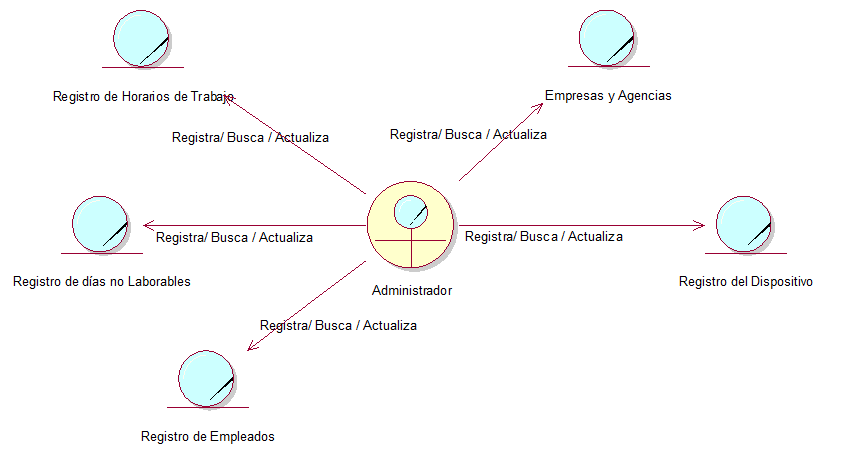 Registro de Horarios de Trabajo
Empresas y Agencias
Registra/ Busca / Actualiza
Registra/ Busca / Actualiza
Registra/ Busca / Actualiza
Registra/ Busca / Actualiza
Registro de días no Laborables
Administrador
Registro del Dispositivo
Registra/ Busca / Actualiza
Registro de Empleados